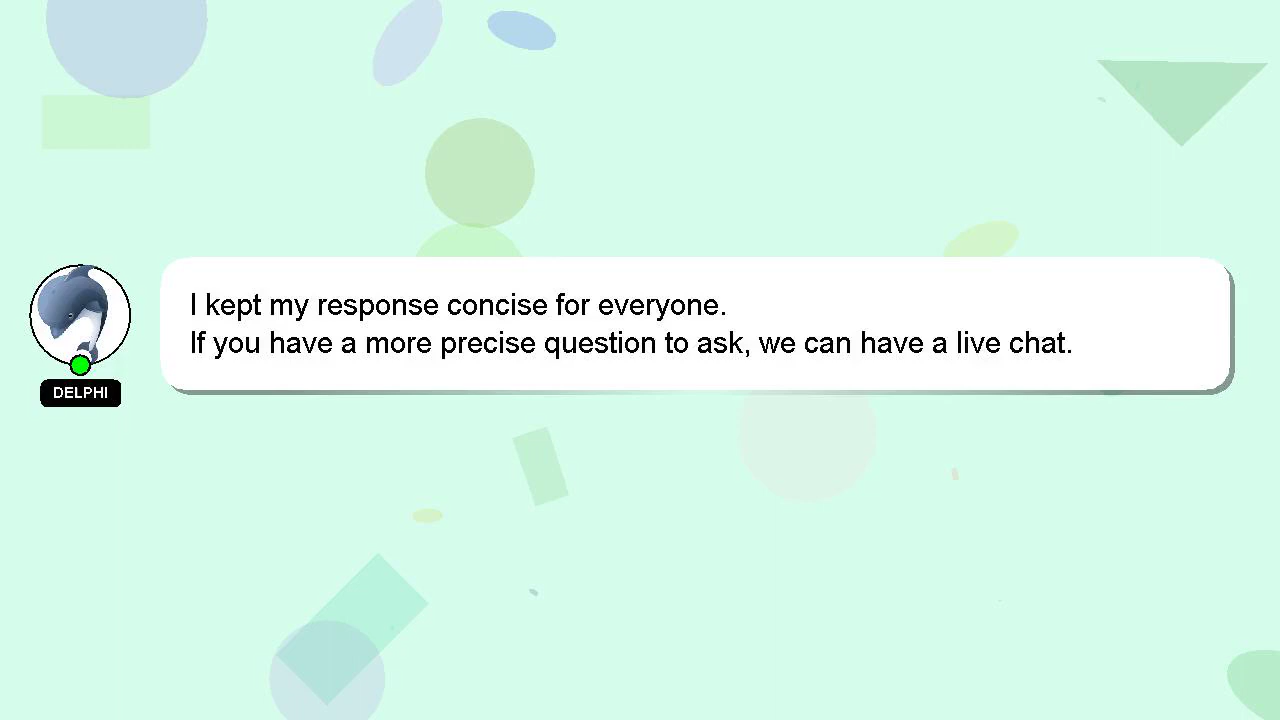 I kept my response concise for everyone.
If you have a more precise question to ask, we can have a live chat.
DELPHI